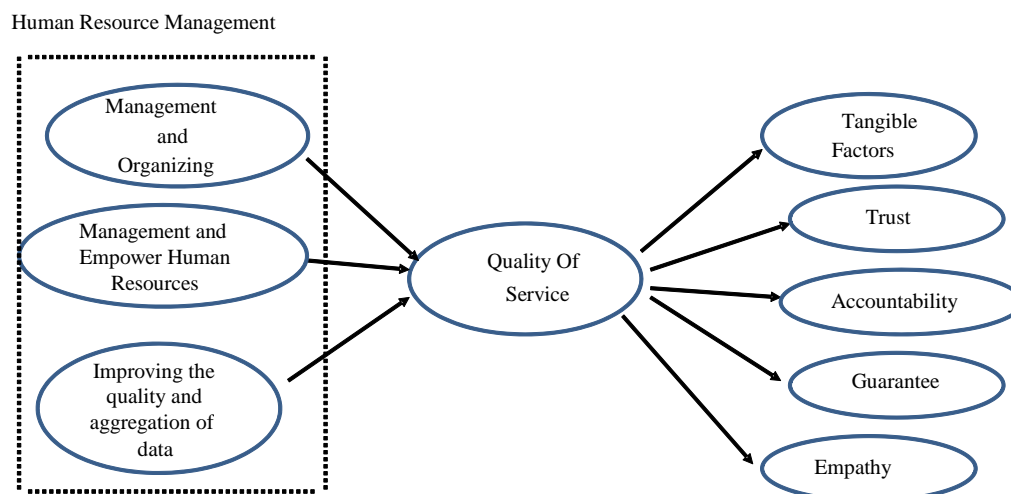 Human Resource Management
Management
and
Organizing
Management and
Empower Human
Resources
Improving the
quality and
aggregation of
data
Quality Of
Service
Tangible
Factors
Trust
Accountability
Guarantee
Empathy